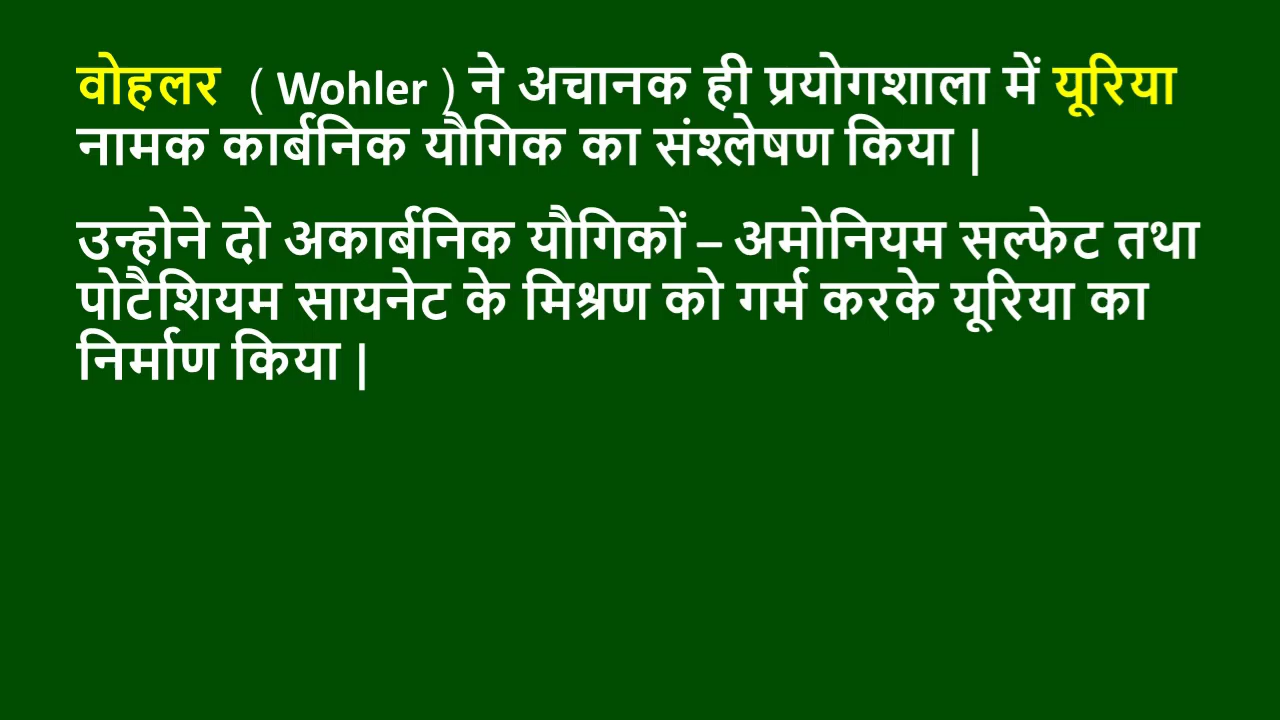 वोहलर ( Wohler ) ने अचानक ही प्रयोगशाला में यूरिया
नामक कार्बनिक यौगिक का संश्लेषण किया |
उन्होने दो अकार्बनिक यौगिकों – अमोनियम सल्फेट तथा
पोटैशियम सायनेट के मिश्रण को गर्म करके यूरिया का
निर्माण किया |